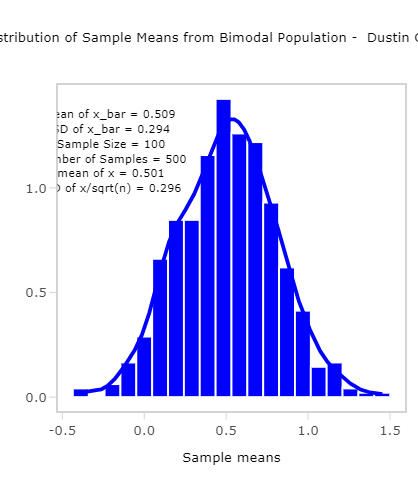 stribution of Sample Means from Bimodal Population - Dustin
ean of x_bar = 0.509
SD of x_bar = 0.294
Sample Size = 100
nber of Samples = 500
mean of x = 0.501
of x/sqrt(n) = 0.296
1.0
0.5
0.0
-0.5 0.0 0.5 1.0 1.5
Sample means